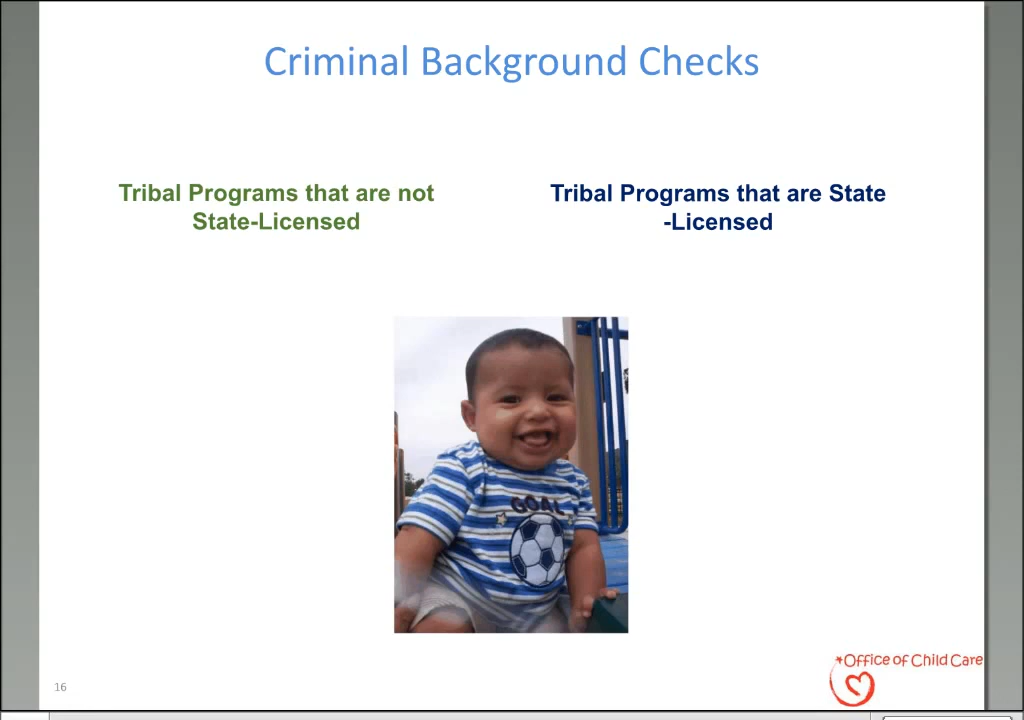 Criminal Background Checks
Tribal Programs that are not
State-Licensed
Tribal Programs that are State
-Licensed
GOAL
Office of Child Care
16